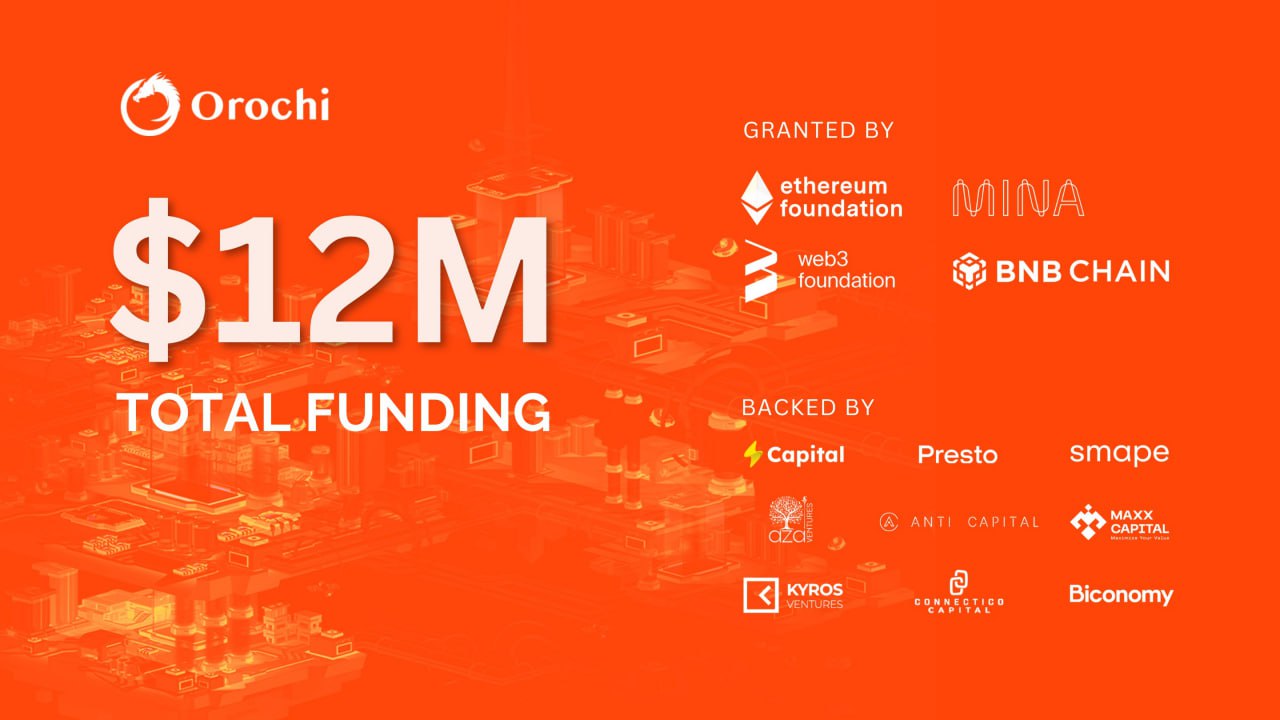 Orochi
$12M
TOTAL FUNDING
GRANTED BY
ethereum
foundation
MINA
web3
foundation
BNB CHAIN
BACKED BY
Capital
Presto
smape
aza
VENTURES
ANTI CAPITAL
MAXX
CAPITAL
Maximize Your Value
KYROS
VENTURES
CONNECTICO
CAPITAL
Biconomy